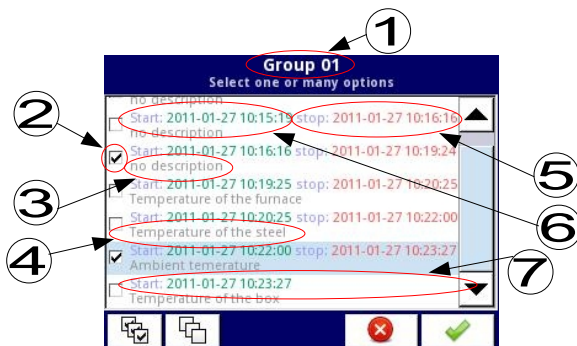 1
Group 01
Select one or many options
2
no description
Start: 2011-01-27 10:15:19 stop: 2011-01-27 10:16:16
no description
Start: 2011-01-27 10:16:16 stop: 2011-01-27 10:19:24
no description
3
5
Start: 2011-01-27 10:19:25 stop: 2011-01-27 10:20:25
Temperature of the furnace
6
Start: 2011-01-27 10:20:25 stop: 2011-01-27 10:22:00
Temperature of the steel
4
Start: 2011-01-27 10:22:00 stop: 2011-01-27 10:23:27
Ambient temerature
7
Start: 2011-01-27 10:23:27
Temperature of the box